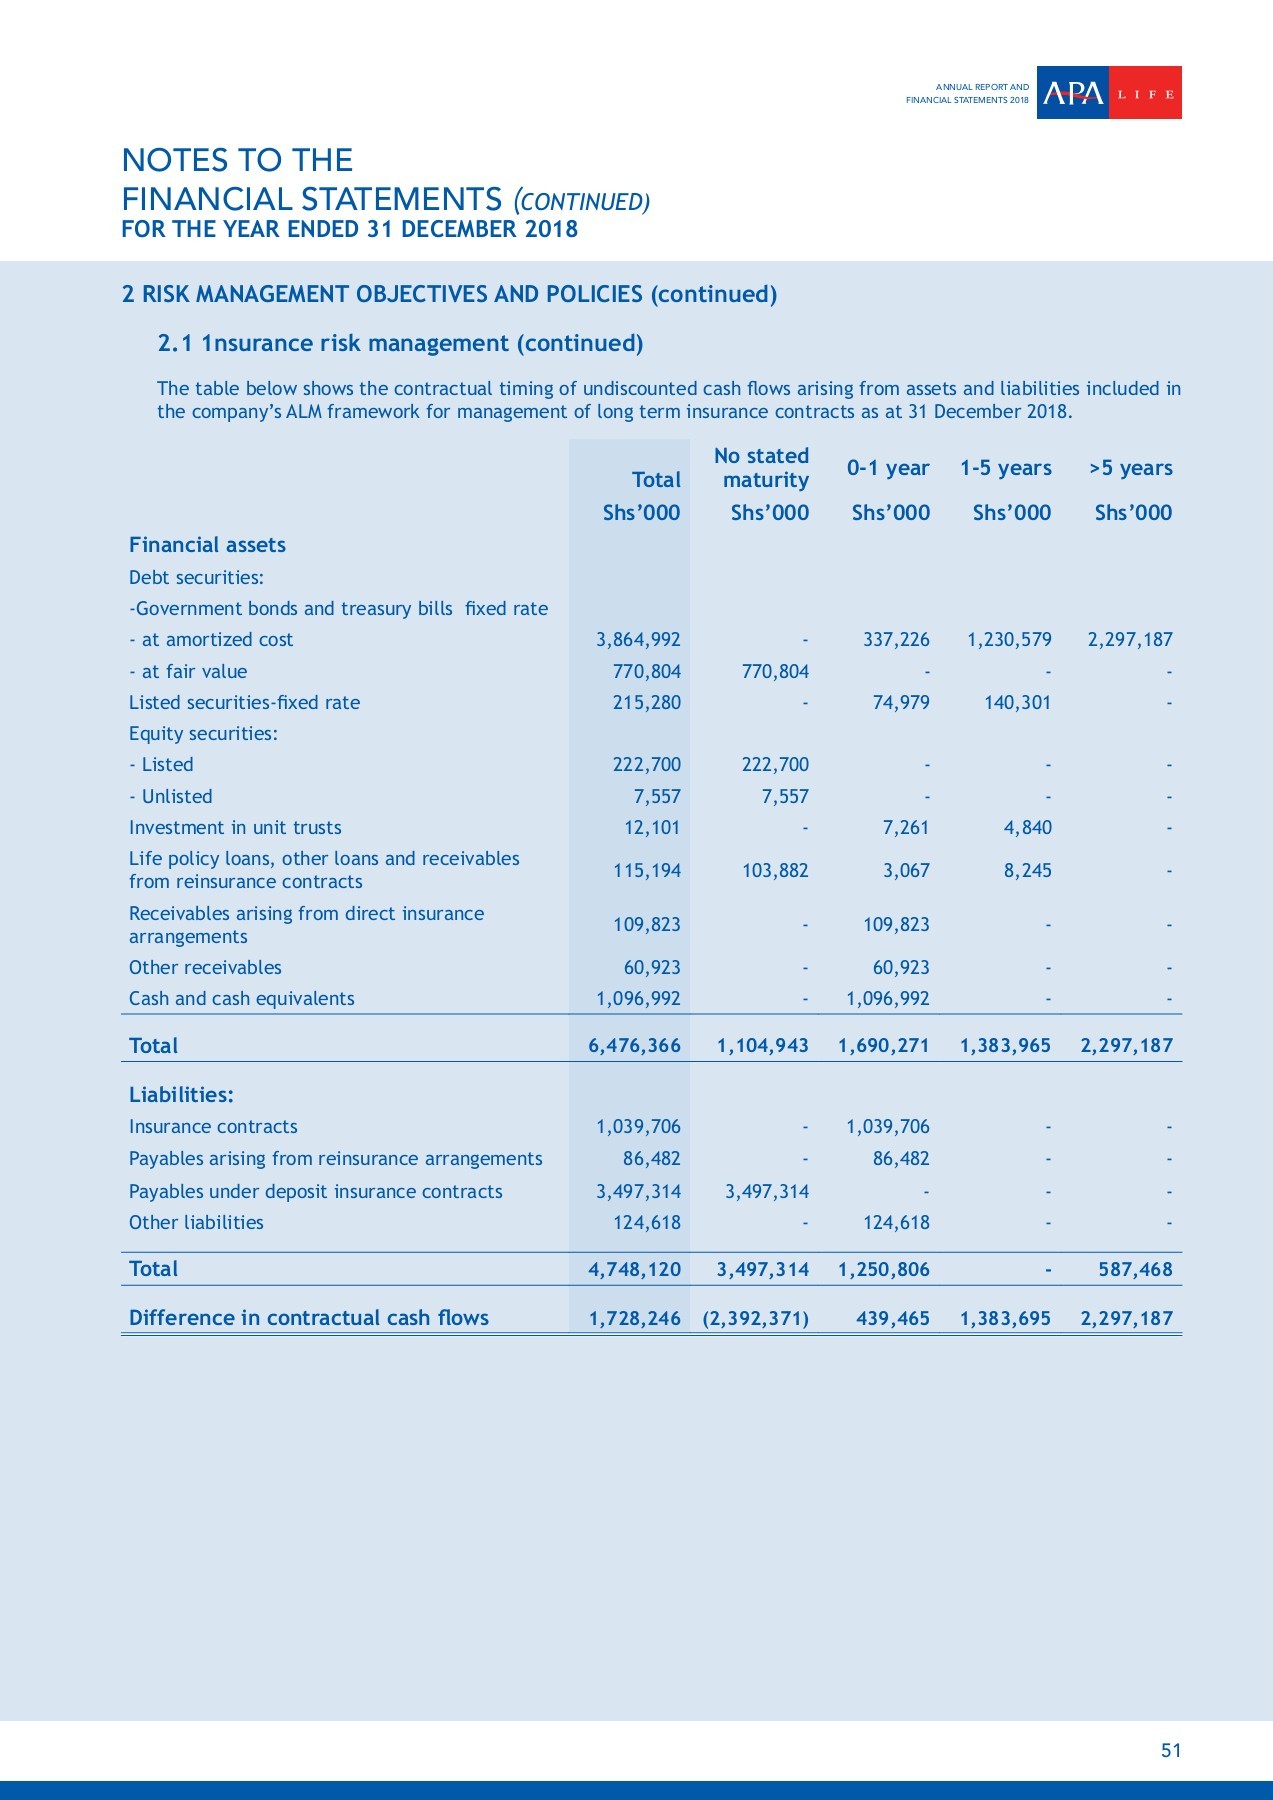 ANNUAL REPORT AND
FINANCIAL STATEMENTS 2018
APA LIFE
NOTES TO THE
FINANCIAL STATEMENTS (CONTINUED)
FOR THE YEAR ENDED 31 DECEMBER 2018
2 RISK MANAGEMENT OBJECTIVES AND POLICIES (continued)
2.1 1nsurance risk management (continued)
The table below shows the contractual timing of undiscounted cash flows arising from assets and liabilities included in
the company’s ALM framework for management of long term insurance contracts as at 31 December 2018.
Total No stated maturity 0-1 year 1-5 years >5 years
Shs’000 Shs’000 Shs’000 Shs’000 Shs’000
Financial assets
Debt securities:
-Government bonds and treasury bills fixed rate
- at amortized cost 3,864,992 - 337,226 1,230,579 2,297,187
- at fair value 770,804 770,804 - - -
Listed securities-fixed rate 215,280 - 74,979 140,301 -
Equity securities:
- Listed 222,700 222,700 - - -
- Unlisted 7,557 7,557 - - -
Investment in unit trusts 12,101 - 7,261 4,840 -
Life policy loans, other loans and receivables
from reinsurance contracts 115,194 103,882 3,067 8,245 -
Receivables arising from direct insurance
arrangements 109,823 - 109,823 - -
Other receivables 60,923 - 60,923 - -
Cash and cash equivalents 1,096,992 - 1,096,992 - -
Total 6,476,366 1,104,943 1,690,271 1,383,965 2,297,187
Liabilities:
Insurance contracts 1,039,706 - 1,039,706 - -
Payables arising from reinsurance arrangements 86,482 - 86,482 - -
Payables under deposit insurance contracts 3,497,314 3,497,314 - - -
Other liabilities 124,618 - 124,618 - -
Total 4,748,120 3,497,314 1,250,806 - 587,468
Difference in contractual cash flows 1,728,246 (2,392,371) 439,465 1,383,695 2,297,187
51